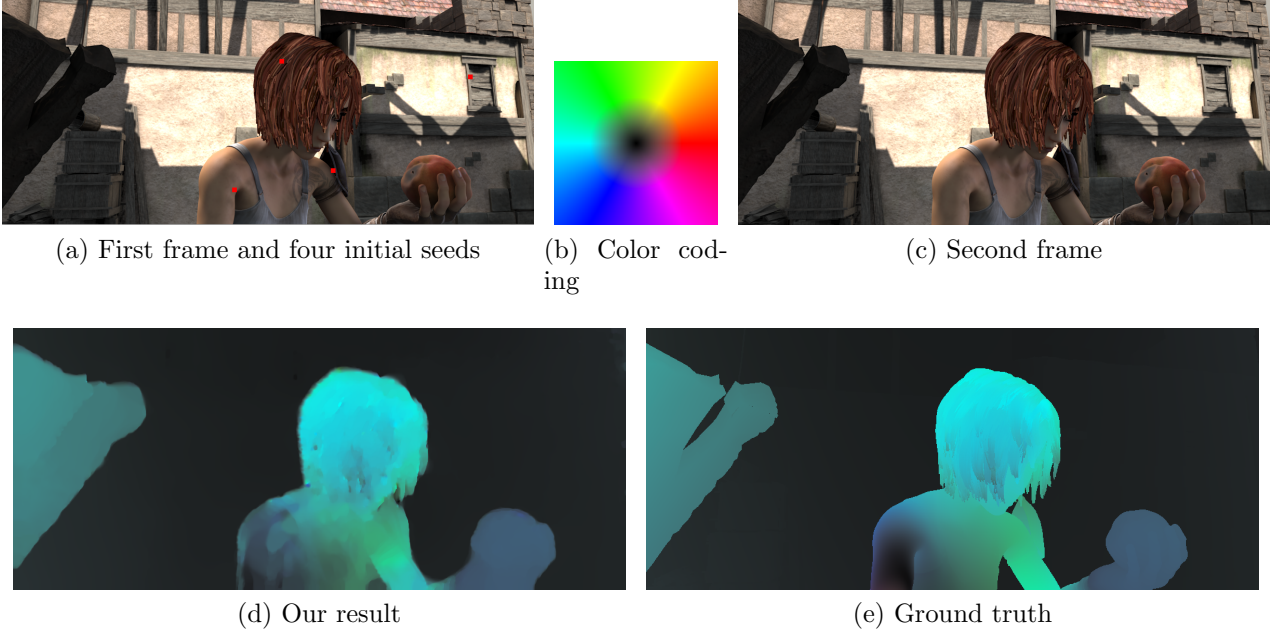 (a) First frame and four initial seeds
(b) Color cod-
ing
(c) Second frame
(d) Our result
(e) Ground truth